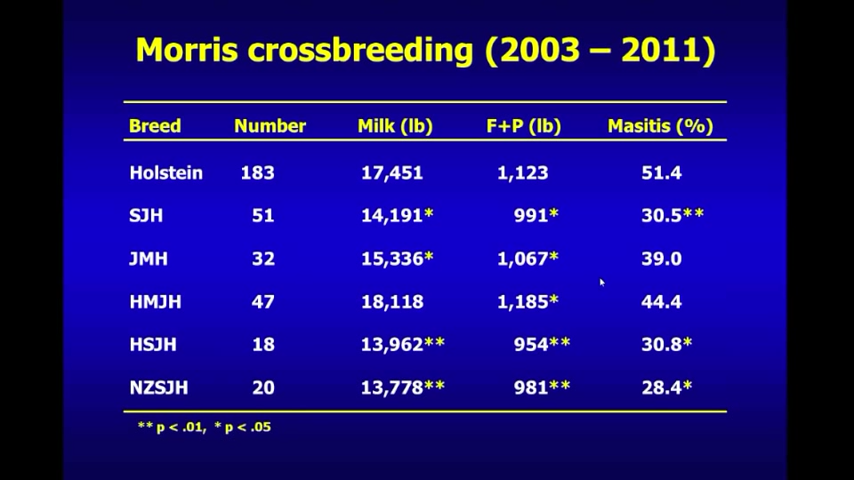 Morris crossbreeding (2003 – 2011)
Breed Number Milk (lb) F+P (lb) Masitis (%)
Holstein 183 17,451 1,123 51.4
SJH 51 14,191* 991* 30.5**
JMH 32 15,336* 1,067* 39.0
HMJH 47 18,118 1,185* 44.4
HSJH 18 13,962** 954** 30.8*
NZSJH 20 13,778** 981** 28.4*
** p < .01, * p < .05